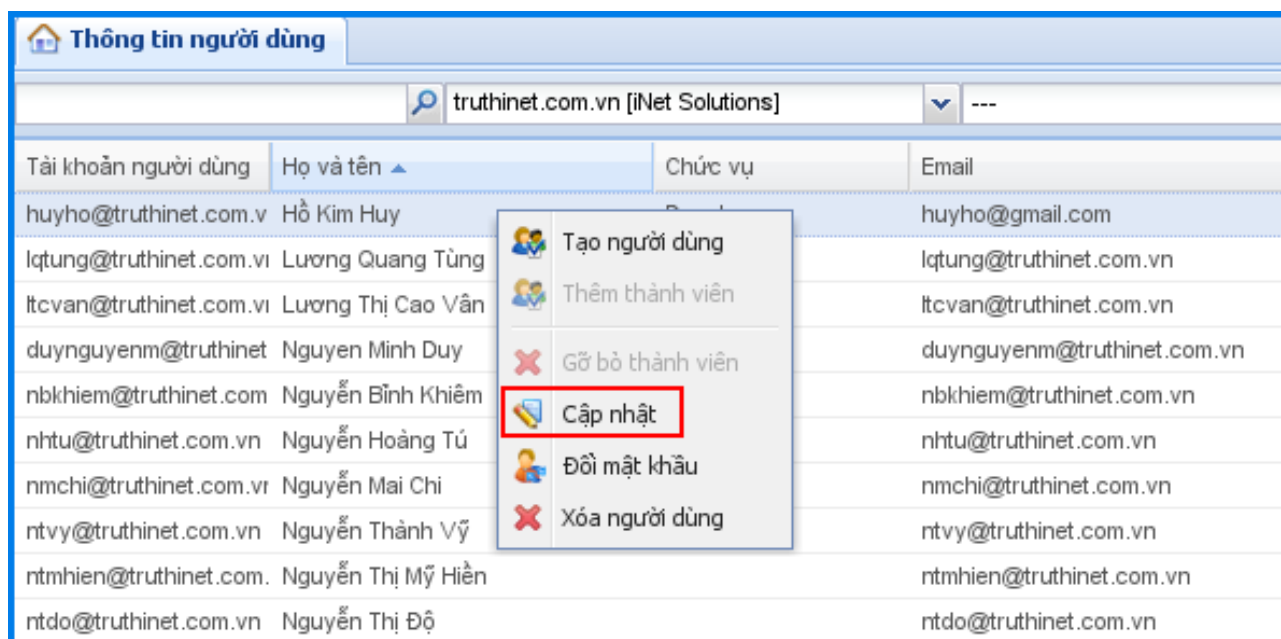 Thông tin người dùng
truthinet.com.vn [iNet Solutions] ---
Tài khoản người dùng Họ và tên Chức vụ Email
huyho@truthinet.com.v Hồ Kim Huy huyho@gmail.com
lqtung@truthinet.com.vi Lương Quang Tùng lqtung@truthinet.com.vn
ltcvan@truthinet.com.vi Lương Thị Cao Vân ltcvan@truthinet.com.vn
duynguyenm@truthinet Nguyen Minh Duy duynguyenm@truthinet.com.vn
nbkhiem@truthinet.com Nguyễn Bỉnh Khiêm nbkhiem@truthinet.com.vn
nhtu@truthinet.com.vn Nguyễn Hoàng Tú nhtu@truthinet.com.vn
nmchi@truthinet.com.vr Nguyễn Mai Chi nmchi@truthinet.com.vn
ntvy@truthinet.com.vn Nguyễn Thành Vỹ ntvy@truthinet.com.vn
ntmhien@truthinet.com. Nguyễn Thị Mỹ Hiền ntmhien@truthinet.com.vn
ntdo@truthinet.com.vn Nguyễn Thị Độ ntdo@truthinet.com.vn
Tạo người dùng
Thêm thành viên
Gỡ bỏ thành viên
Cập nhật
Đổi mật khẩu
Xóa người dùng